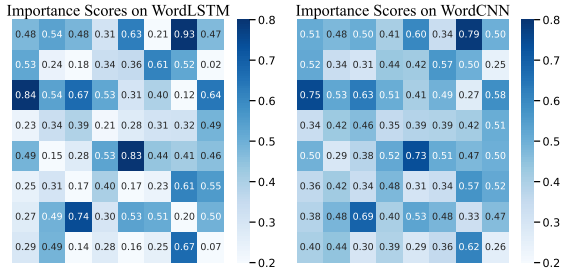 Importance Scores on WordLSTM
0.48 0.54 0.48 0.31 0.63 0.21 0.93 0.47
0.53 0.24 0.18 0.34 0.36 0.61 0.52 0.02
0.84 0.54 0.67 0.53 0.31 0.40 0.12 0.64
0.23 0.34 0.39 0.21 0.28 0.31 0.32 0.49
0.49 0.15 0.28 0.53 0.83 0.44 0.41 0.46
0.25 0.31 0.17 0.40 0.17 0.23 0.61 0.55
0.27 0.49 0.74 0.30 0.53 0.51 0.20 0.50
0.29 0.49 0.14 0.28 0.16 0.25 0.67 0.07
0.8
0.7
0.6
0.5
0.4
0.3
0.2
Importance Scores on WordCNN
0.51 0.48 0.50 0.41 0.60 0.34 0.79 0.50
0.52 0.34 0.31 0.44 0.42 0.57 0.50 0.25
0.75 0.53 0.63 0.51 0.41 0.49 0.27 0.58
0.34 0.42 0.46 0.35 0.39 0.39 0.42 0.51
0.50 0.29 0.38 0.52 0.73 0.51 0.47 0.50
0.36 0.42 0.34 0.48 0.31 0.34 0.57 0.52
0.38 0.48 0.69 0.40 0.53 0.48 0.33 0.47
0.40 0.44 0.30 0.39 0.29 0.36 0.62 0.26
0.8
0.7
0.6
0.5
0.4
0.3
0.2